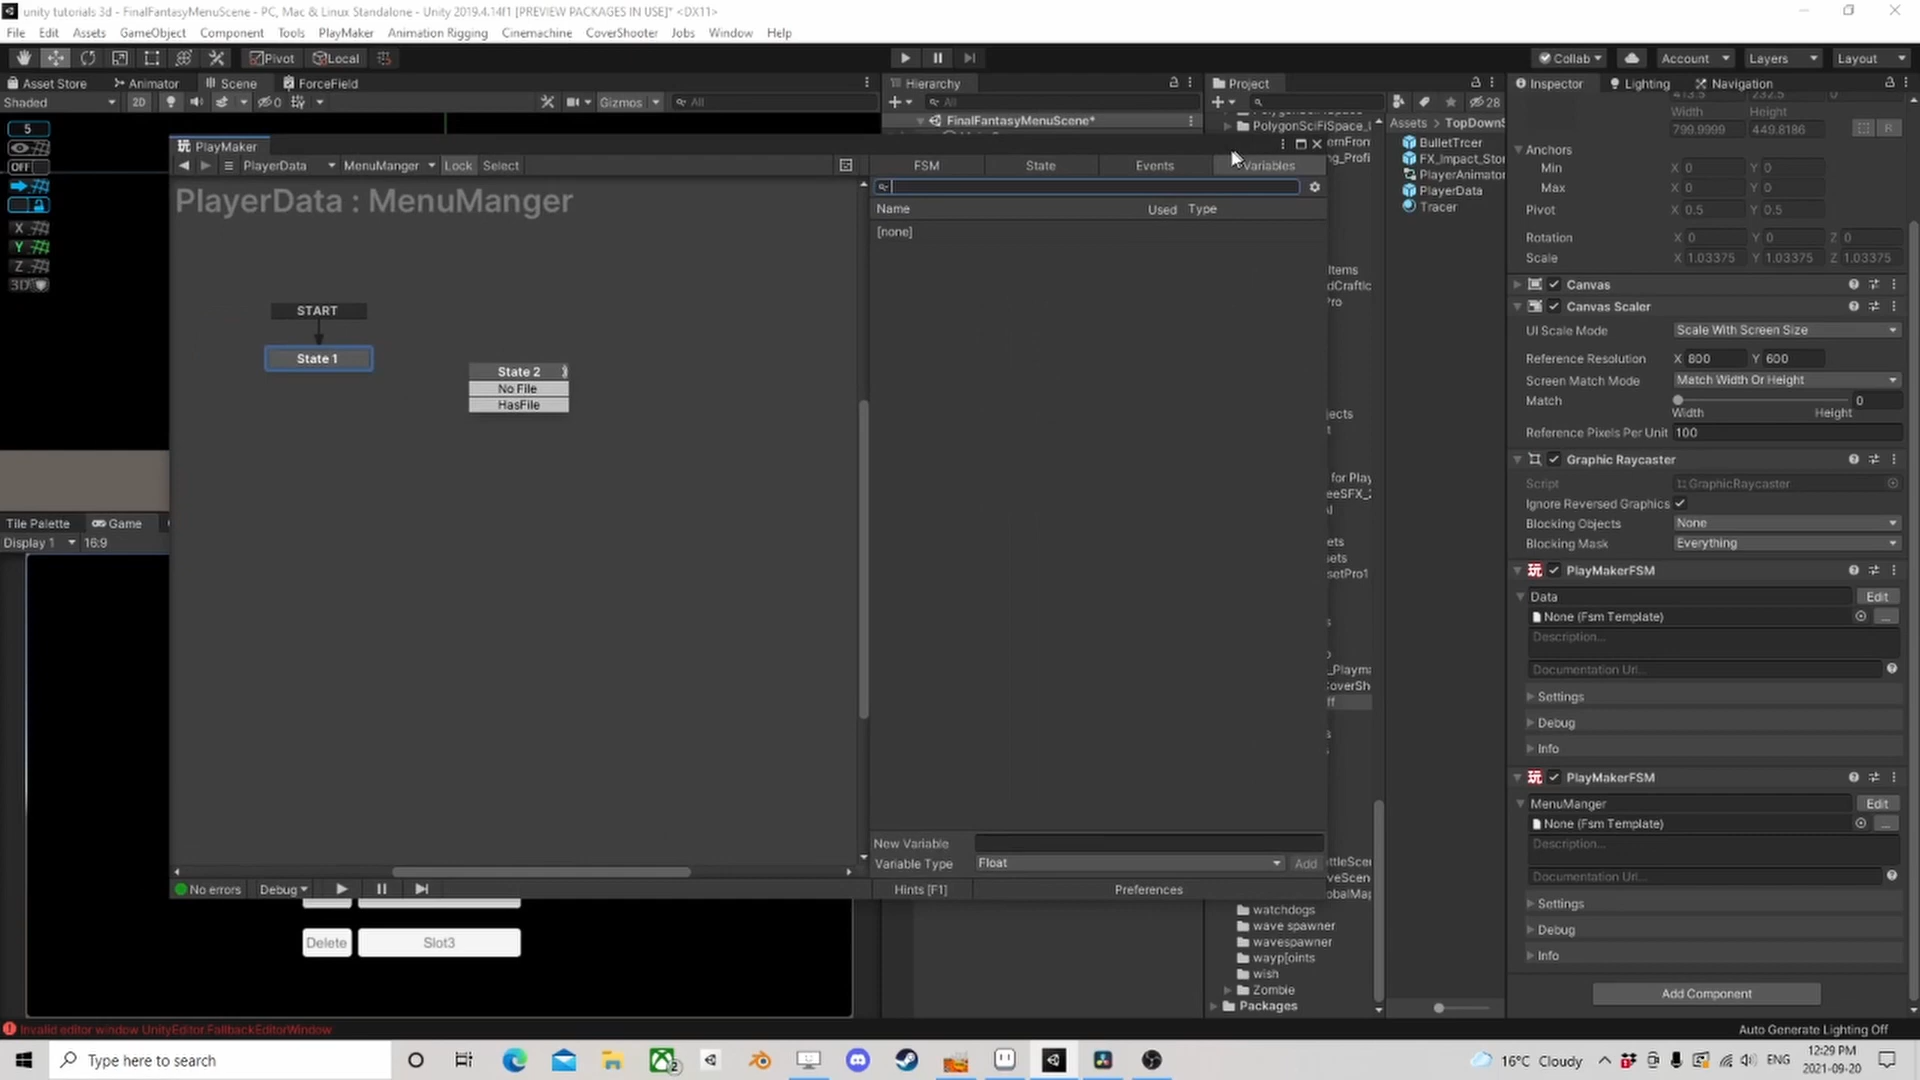 unity tutorials 3d - FinalFantasyMenuScene - PC, Mac & Linux Standalone - Unity 2019.4.14f1 [PREVIEW PACKAGES IN USE]* <DX11>
File Edit Assets GameObject Component Tools PlayMaker Animation Rigging Cinemachine CoverShooter Jobs Window Help
Pivot Local Collab Account Layers Layout
Asset Store Animator Scene ForceField Hierarchy Project Inspector Lighting Navigation
Shaded 2D 0 Gizmos All All 28
FinalFantasyMenuScene*
PolygonSciFiSpace_
Assets > TopDownS
BulletTrcer
FX_Impact_Sto
PlayerAnimator
PlayerData
Tracer
5
OFF
X
Y
Z
3D
PlayMaker
PlayerData MenuManger Lock Select
FSM State Events Variables
PlayerData : MenuManger
Name Used Type
[none]
START
State 1
State 2
No File
HasFile
New Variable
Variable Type Float Add
No errors Debug Hints [F1] Preferences
Tile Palette Game
Display 1 16:9
Delete Slot3
watchdogs
wave spawner
wavespawner
wayp[oints
wish
Zombie
Packages
Width Height
799.9999 449.8186 R
Anchors
Min X 0 Y 0
Max X 0 Y 0
Pivot X 0.5 Y 0.5
Rotation X 0 Y 0 Z 0
Scale X 1.03375 Y 1.03375 Z 1.03375
Canvas
Canvas Scaler
UI Scale Mode Scale With Screen Size
Reference Resolution X 800 Y 600
Screen Match Mode Match Width Or Height
Match 0
Width Height
Reference Pixels Per Unit 100
Graphic Raycaster
Script GraphicRaycaster
Ignore Reversed Graphics
Blocking Objects None
Blocking Mask Everything
PlayMakerFSM
Data Edit
None (Fsm Template) ...
Description...
Documentation Url...
Settings
Debug
Info
PlayMakerFSM
MenuManger Edit
None (Fsm Template) ...
Description...
Documentation Url...
Settings
Debug
Info
Add Component
Invalid editor window UnityEditor.FallbackEditorWindow
Auto Generate Lighting Off
Type here to search
16°C Cloudy ENG 12:29 PM
2021-09-20